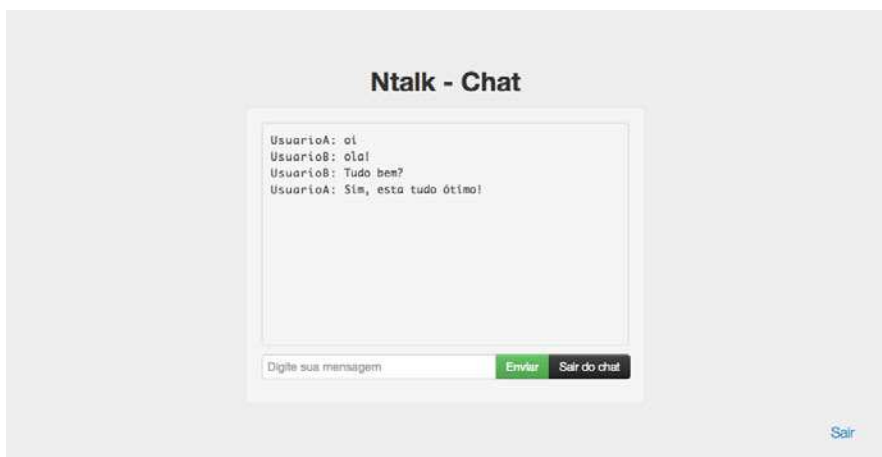 Ntalk - Chat
UsuarioA: oi
UsuarioB: ola!
UsuarioB: Tudo bem?
UsuarioA: Sim, esta tudo ótimo!
Digite sua mensagem
Enviar
Sair do chat
Sair